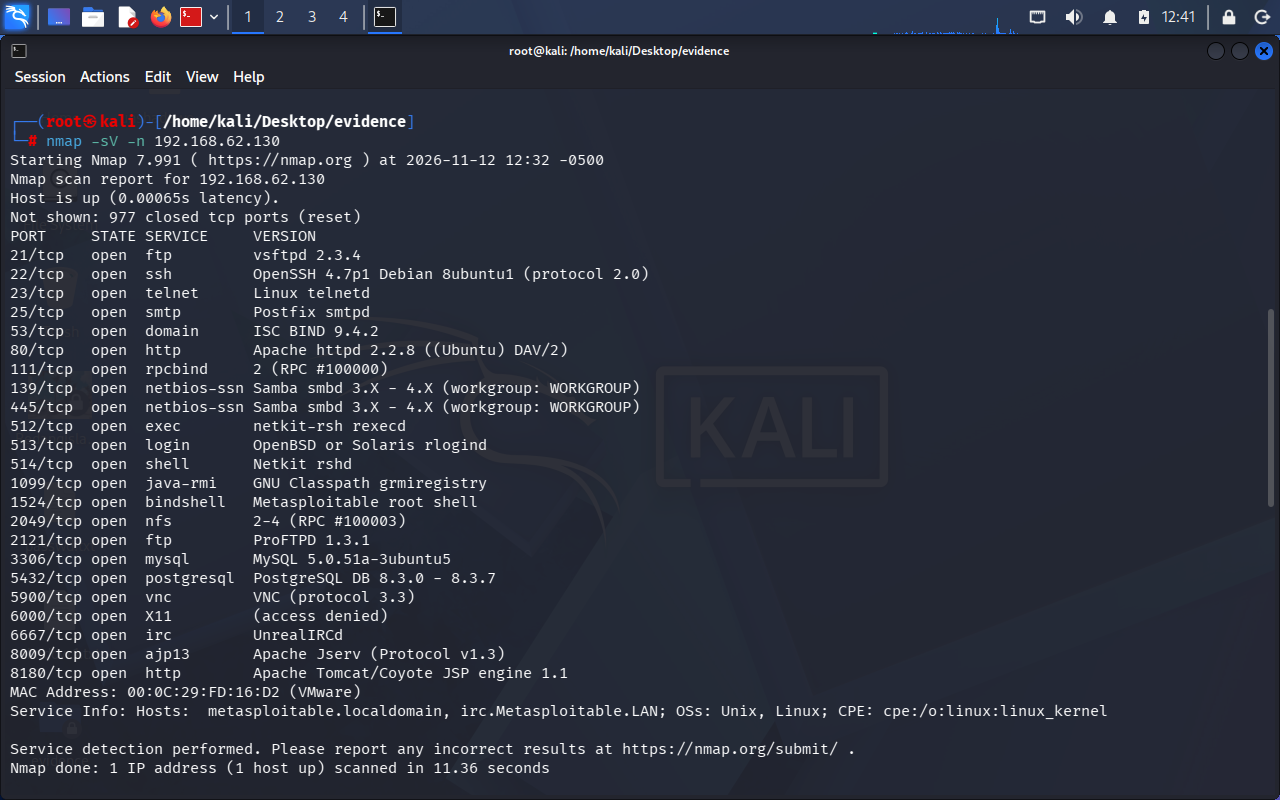 1 2 3 4 12:41
root@kali: /home/kali/Desktop/evidence
Session Actions Edit View Help
┌──(root㉿kali)-[/home/kali/Desktop/evidence]
└─# nmap -sV -n 192.168.62.130
Starting Nmap 7.991 ( https://nmap.org ) at 2026-11-12 12:32 -0500
Nmap scan report for 192.168.62.130
Host is up (0.00065s latency).
Not shown: 977 closed tcp ports (reset)
PORT     STATE SERVICE     VERSION
21/tcp   open  ftp         vsftpd 2.3.4
22/tcp   open  ssh         OpenSSH 4.7p1 Debian 8ubuntu1 (protocol 2.0)
23/tcp   open  telnet      Linux telnetd
25/tcp   open  smtp        Postfix smtpd
53/tcp   open  domain      ISC BIND 9.4.2
80/tcp   open  http        Apache httpd 2.2.8 ((Ubuntu) DAV/2)
111/tcp  open  rpcbind     2 (RPC #100000)
139/tcp  open  netbios-ssn Samba smbd 3.X - 4.X (workgroup: WORKGROUP)
445/tcp  open  netbios-ssn Samba smbd 3.X - 4.X (workgroup: WORKGROUP)
512/tcp  open  exec        netkit-rsh rexecd
513/tcp  open  login       OpenBSD or Solaris rlogind
514/tcp  open  shell       Netkit rshd
1099/tcp open  java-rmi    GNU Classpath grmiregistry
1524/tcp open  bindshell   Metasploitable root shell
2049/tcp open  nfs         2-4 (RPC #100003)
2121/tcp open  ftp         ProFTPD 1.3.1
3306/tcp open  mysql       MySQL 5.0.51a-3ubuntu5
5432/tcp open  postgresql  PostgreSQL DB 8.3.0 - 8.3.7
5900/tcp open  vnc         VNC (protocol 3.3)
6000/tcp open  X11         (access denied)
6667/tcp open  irc         UnrealIRCd
8009/tcp open  ajp13       Apache Jserv (Protocol v1.3)
8180/tcp open  http        Apache Tomcat/Coyote JSP engine 1.1
MAC Address: 00:0C:29:FD:16:D2 (VMware)
Service Info: Hosts:  metasploitable.localdomain, irc.Metasploitable.LAN; OSs: Unix, Linux; CPE: cpe:/o:linux:linux_kernel
Service detection performed. Please report any incorrect results at https://nmap.org/submit/ .
Nmap done: 1 IP address (1 host up) scanned in 11.36 seconds
KALI